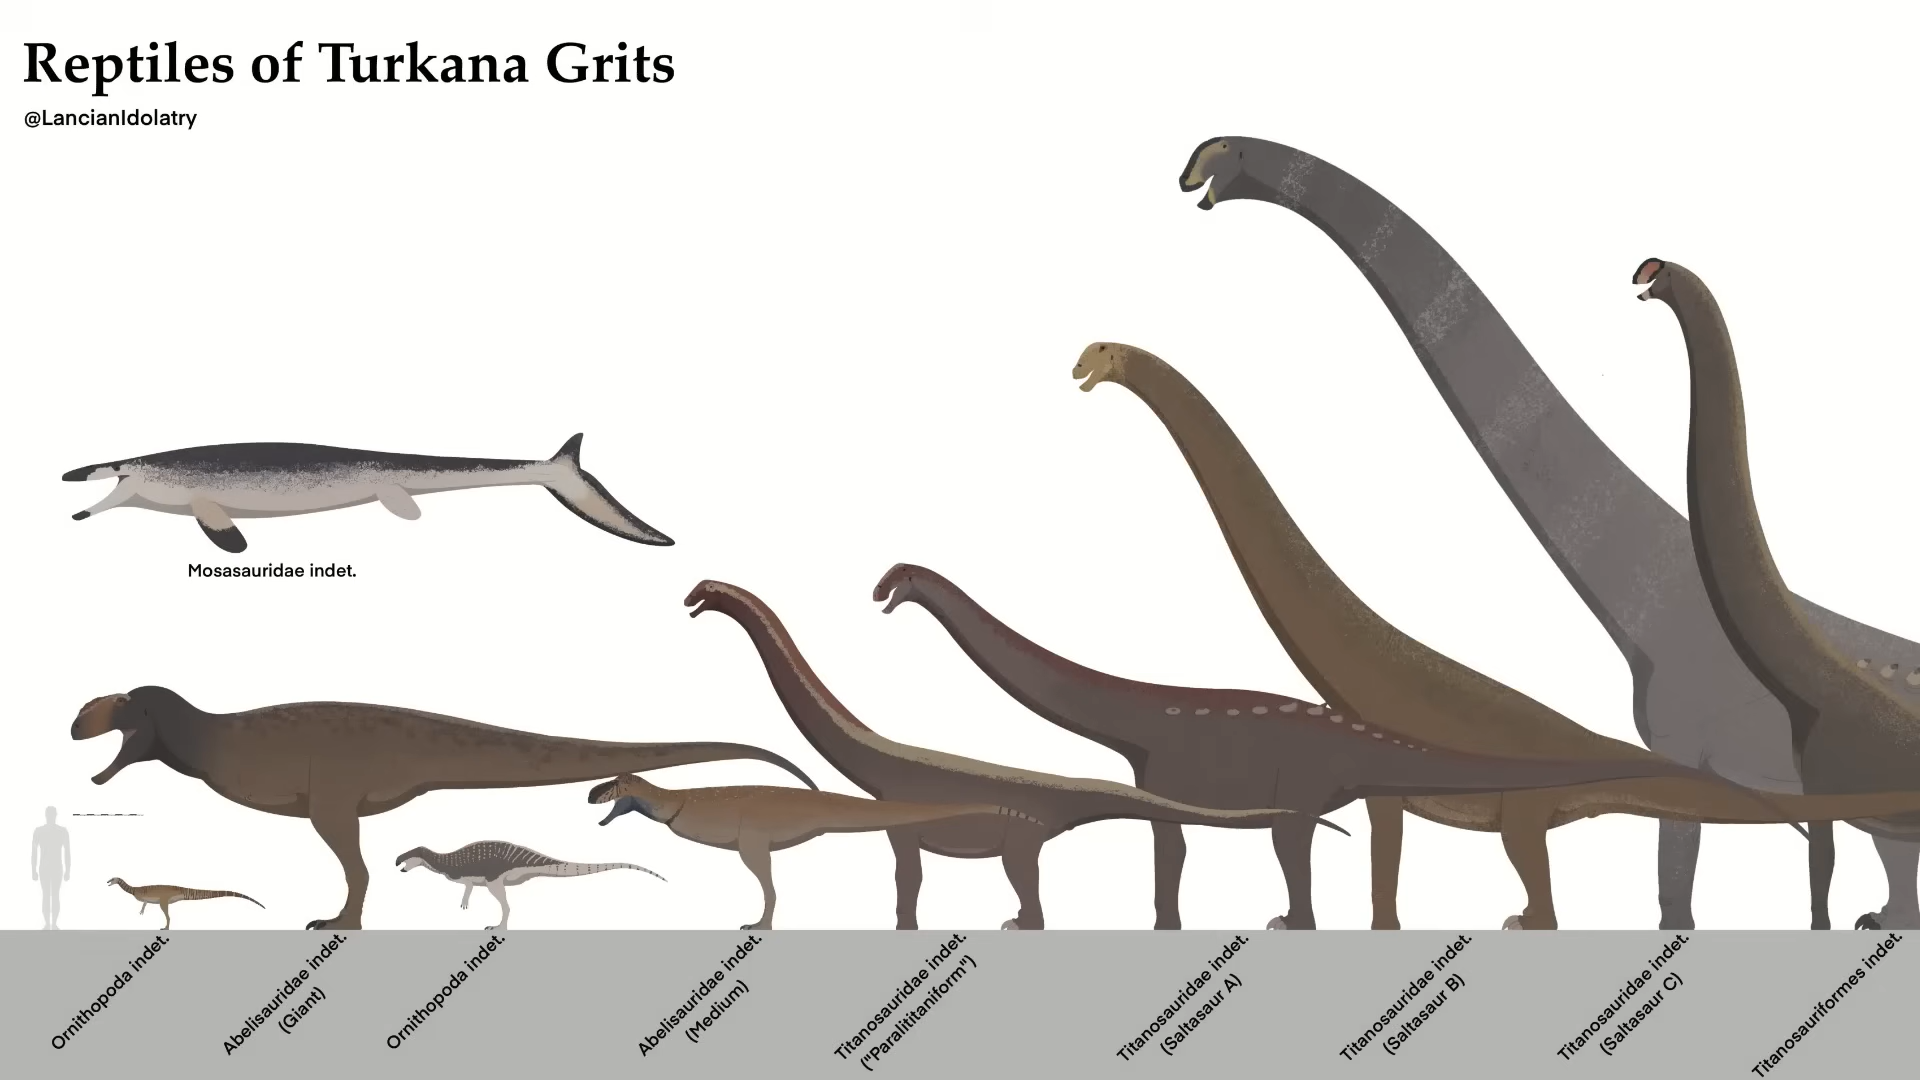 Reptiles of Turkana Grits
@LancianIdolatry
Mosasauridae indet.
Ornithopoda indet.
Abelisauridae indet.
(Giant)
Ornithopoda indet.
Abelisauridae indet.
(Medium)
Titanosauridae indet.
("Paralititaniform")
Titanosauridae indet.
(Saltasaur A)
Titanosauridae indet.
(Saltasaur B)
Titanosauridae indet.
(Saltasaur C)
Titanosauriformes indet.